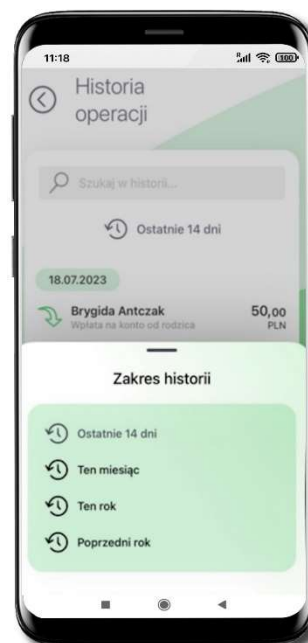 11:18
100
Historia
operacji
Szukaj w historii...
Ostatnie 14 dni
18.07.2023
Brygida Antczak 50,00
Wpłata na konto od rodzica PLN
Zakres historii
Ostatnie 14 dni
Ten miesiąc
Ten rok
Poprzedni rok